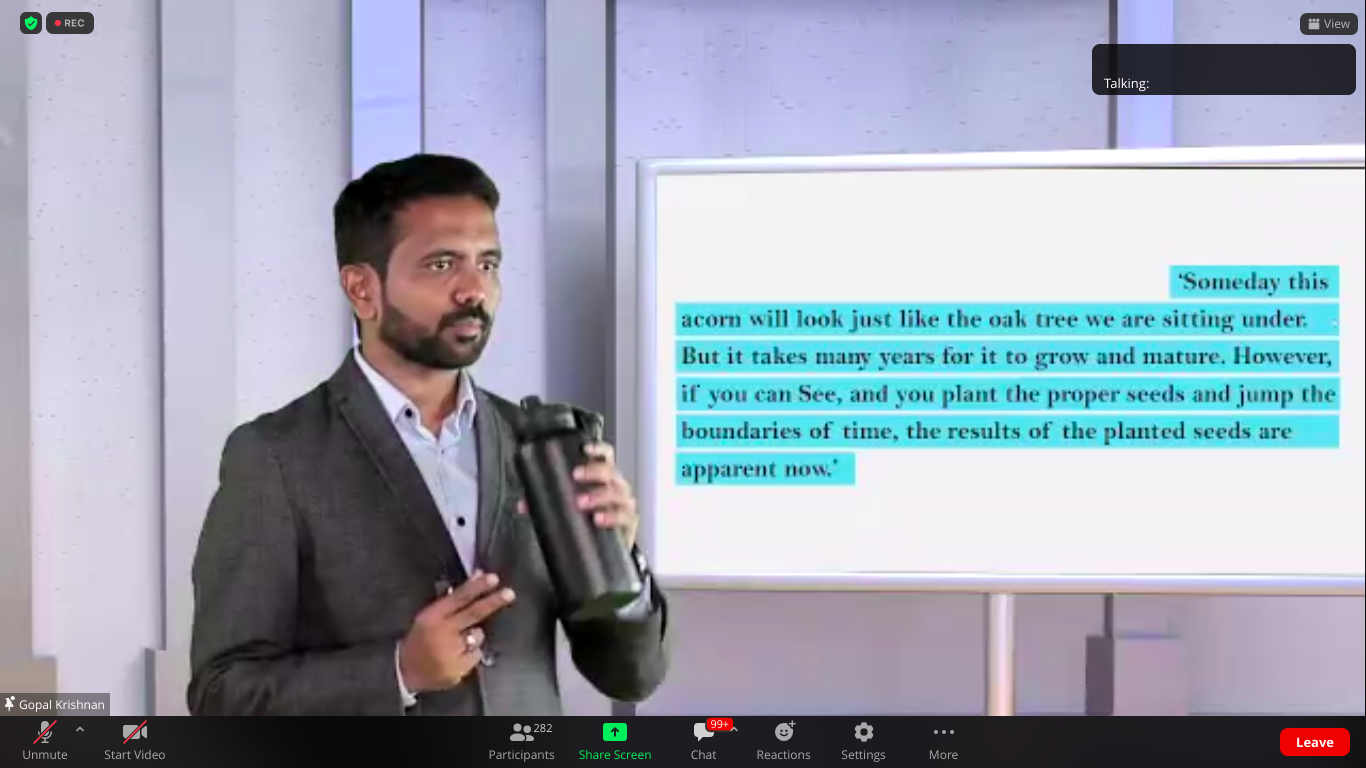 REC
View
Talking:
‘Someday this
acorn will look just like the oak tree we are sitting under.
But it takes many years for it to grow and mature. However,
if you can See, and you plant the proper seeds and jump the
boundaries of time, the results of the planted seeds are
apparent now.’
Gopal Krishnan
Unmute
Start Video
282
Participants
Share Screen
99+
Chat
Reactions
Settings
More
Leave